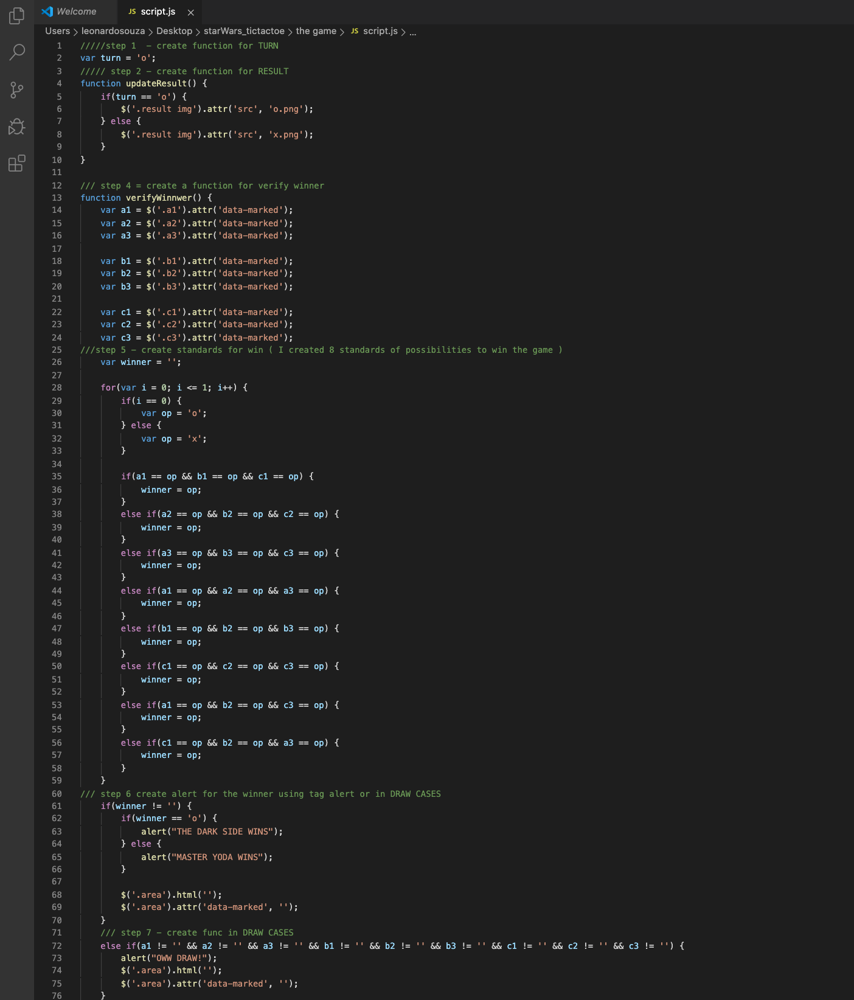 Welcome
JS script.js ×
Users > leonardosouza > Desktop > starWars_tictactoe > the game > JS script.js > ...
1 /////step 1  - create function for TURN
2 var turn = 'o';
3 ///// step 2 - create function for RESULT
4 function updateResult() {
5     if(turn == 'o') {
6         $('.result img').attr('src', 'o.png');
7     } else {
8         $('.result img').attr('src', 'x.png');
9     }
10 }
11
12 /// step 4 = create a function for verify winner
13 function verifyWinnwer() {
14     var a1 = $('.a1').attr('data-marked');
15     var a2 = $('.a2').attr('data-marked');
16     var a3 = $('.a3').attr('data-marked');
17
18     var b1 = $('.b1').attr('data-marked');
19     var b2 = $('.b2').attr('data-marked');
20     var b3 = $('.b3').attr('data-marked');
21
22     var c1 = $('.c1').attr('data-marked');
23     var c2 = $('.c2').attr('data-marked');
24     var c3 = $('.c3').attr('data-marked');
25 ///step 5 - create standards for win ( I created 8 standards of possibilities to win the game )
26     var winner = '';
27
28     for(var i = 0; i <= 1; i++) {
29         if(i == 0) {
30             var op = 'o';
31         } else {
32             var op = 'x';
33         }
34
35         if(a1 == op && b1 == op && c1 == op) {
36             winner = op;
37         }
38         else if(a2 == op && b2 == op && c2 == op) {
39             winner = op;
40         }
41         else if(a3 == op && b3 == op && c3 == op) {
42             winner = op;
43         }
44         else if(a1 == op && a2 == op && a3 == op) {
45             winner = op;
46         }
47         else if(b1 == op && b2 == op && b3 == op) {
48             winner = op;
49         }
50         else if(c1 == op && c2 == op && c3 == op) {
51             winner = op;
52         }
53         else if(a1 == op && b2 == op && c3 == op) {
54             winner = op;
55         }
56         else if(c1 == op && b2 == op && a3 == op) {
57             winner = op;
58         }
59     }
60 /// step 6 create alert for the winner using tag alert or in DRAW CASES
61     if(winner != '') {
62         if(winner == 'o') {
63             alert("THE DARK SIDE WINS");
64         } else {
65             alert("MASTER YODA WINS");
66         }
67
68         $('.area').html('');
69         $('.area').attr('data-marked', '');
70     }
71     /// step 7 - create func in DRAW CASES
72     else if(a1 != '' && a2 != '' && a3 != '' && b1 != '' && b2 != '' && b3 != '' && c1 != '' && c2 != '' && c3 != '') {
73         alert("OWW DRAW!");
74         $('.area').html('');
75         $('.area').attr('data-marked', '');
76     }